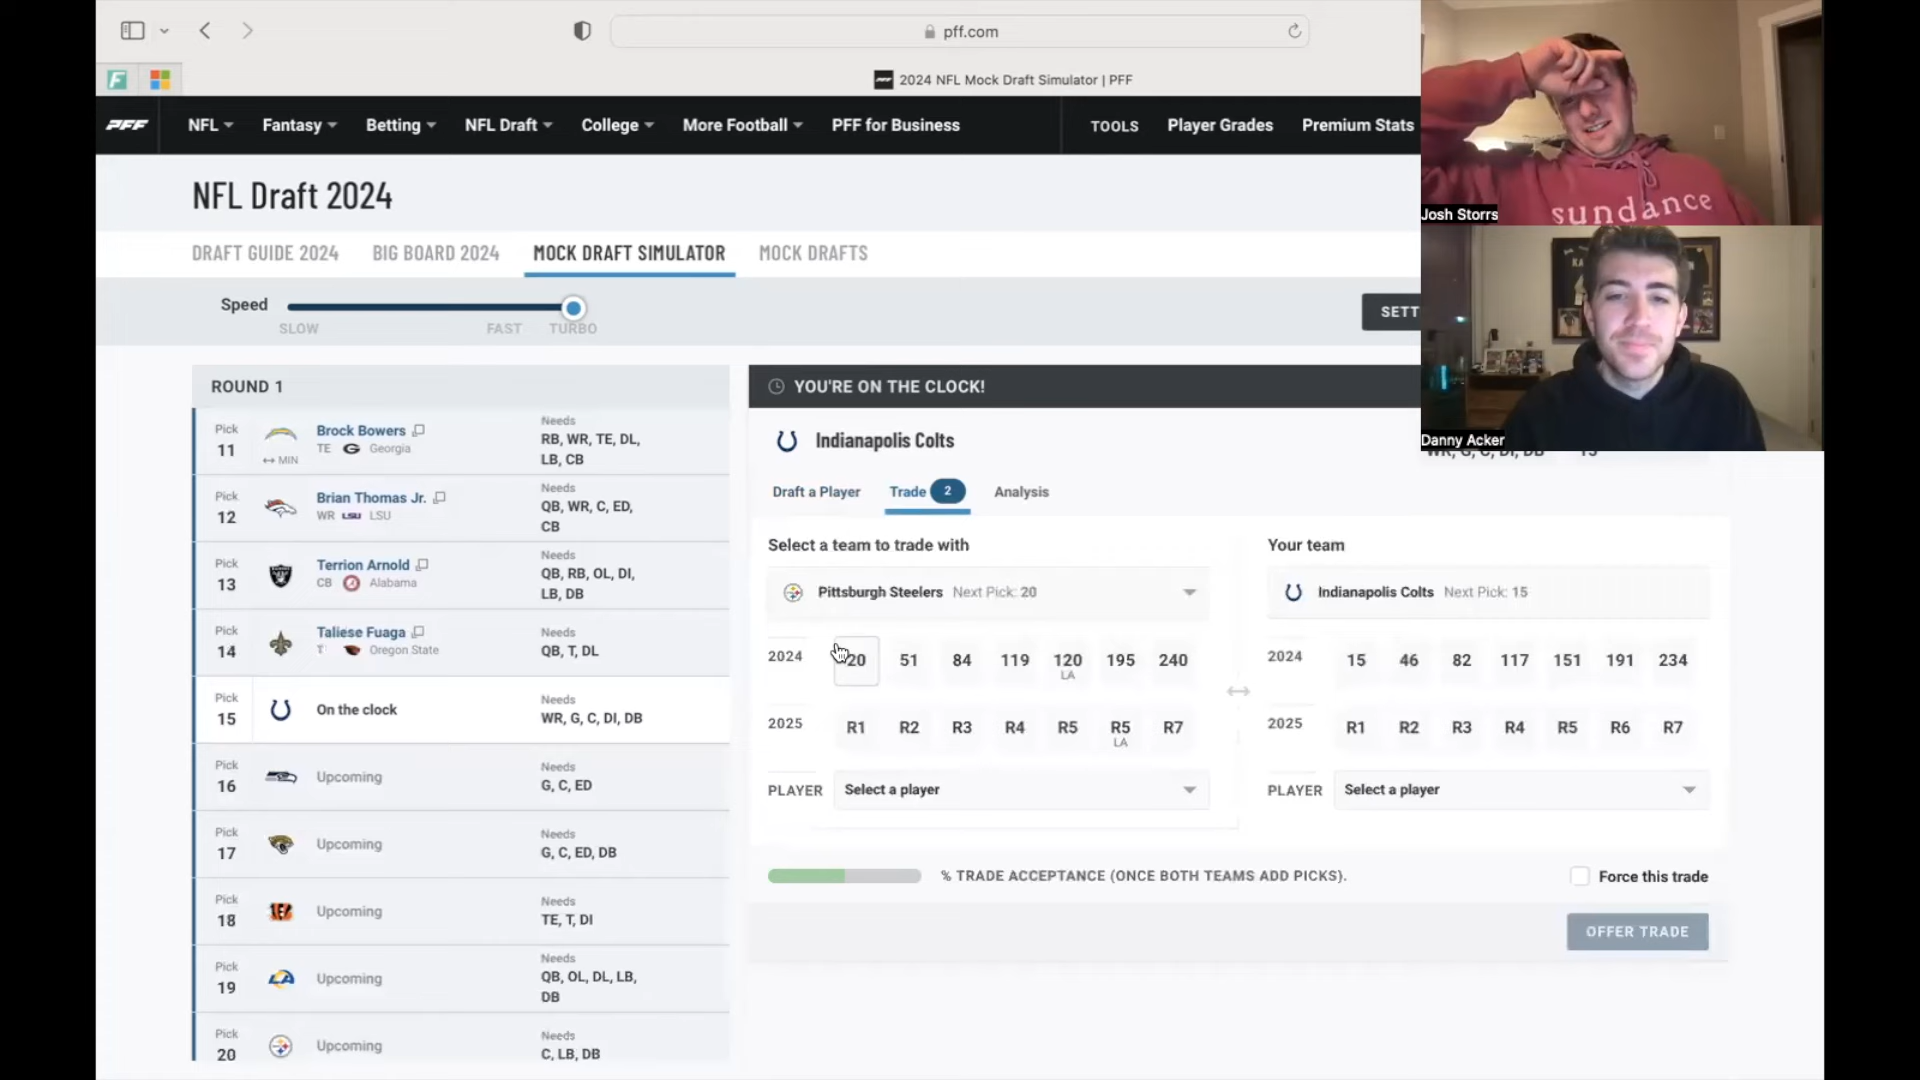 pff.com
2024 NFL Mock Draft Simulator | PFF
PFF
NFL
Fantasy
Betting
NFL Draft
College
More Football
PFF for Business
TOOLS
Player Grades
Premium Stats
NFL Draft 2024
DRAFT GUIDE 2024
BIG BOARD 2024
MOCK DRAFT SIMULATOR
MOCK DRAFTS
Speed
SLOW
FAST
TURBO
SETT
sundance
Josh Storrs
Danny Acker
ROUND 1
Pick 11
MIN
Brock Bowers
TE Georgia
Needs
RB, WR, TE, DL,
LB, CB
Pick 12
Brian Thomas Jr.
WR LSU LSU
Needs
QB, WR, C, ED,
CB
Pick 13
Terrion Arnold
CB Alabama
Needs
QB, RB, OL, DI,
LB, DB
Pick 14
Taliese Fuaga
T Oregon State
Needs
QB, T, DL
Pick 15
On the clock
Needs
WR, G, C, DI, DB
Pick 16
Upcoming
Needs
G, C, ED
Pick 17
Upcoming
Needs
G, C, ED, DB
Pick 18
Upcoming
Needs
TE, T, DI
Pick 19
Upcoming
Needs
QB, OL, DL, LB,
DB
Pick 20
Upcoming
Needs
C, LB, DB
YOU'RE ON THE CLOCK!
Indianapolis Colts
WR, G, C, DI, DB 15
Draft a Player
Trade 2
Analysis
Select a team to trade with
Pittsburgh Steelers Next Pick: 20
2024 20 51 84 119 120 195 240
LA
2025 R1 R2 R3 R4 R5 R5 R7
LA
PLAYER Select a player
Your team
Indianapolis Colts Next Pick: 15
2024 15 46 82 117 151 191 234
2025 R1 R2 R3 R4 R5 R6 R7
PLAYER Select a player
% TRADE ACCEPTANCE (ONCE BOTH TEAMS ADD PICKS).
Force this trade
OFFER TRADE